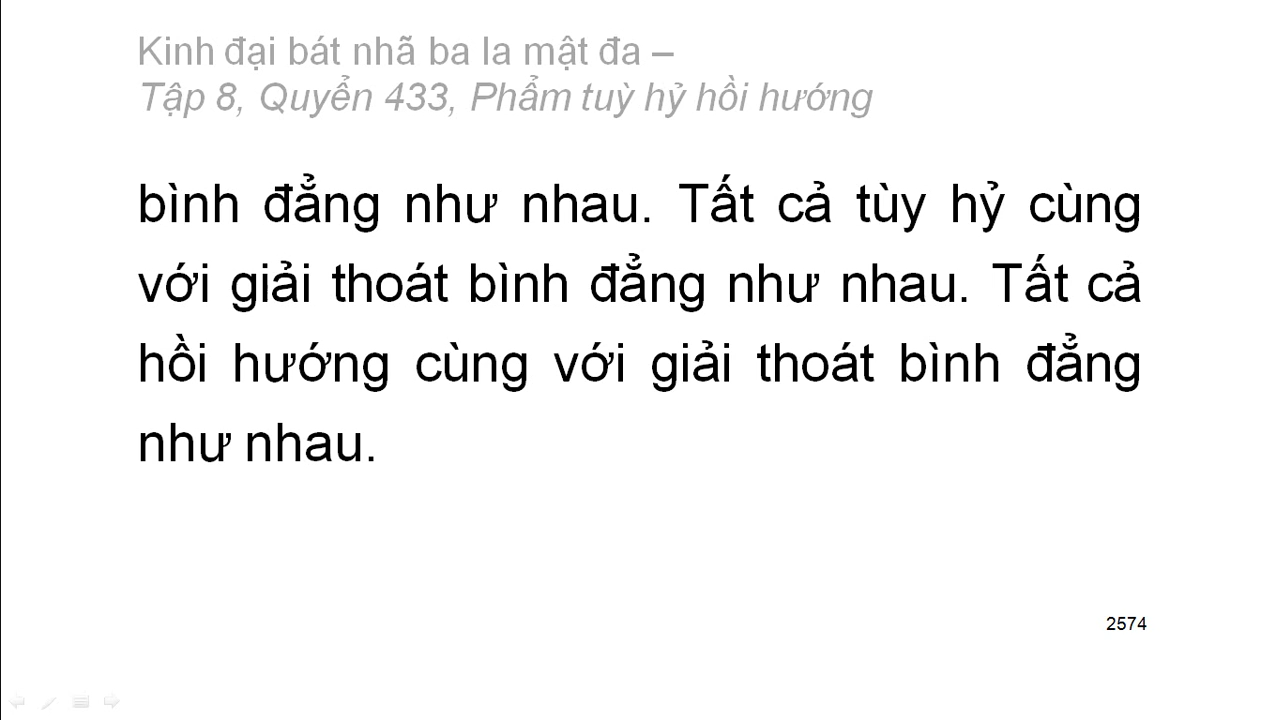 Kinh đại bát nhã ba la mật đa –
Tập 8, Quyển 433, Phẩm tuỳ hỷ hồi hướng
bình đẳng như nhau. Tất cả tùy hỷ cùng
với giải thoát bình đẳng như nhau. Tất cả
hồi hướng cùng với giải thoát bình đẳng
như nhau.
2574